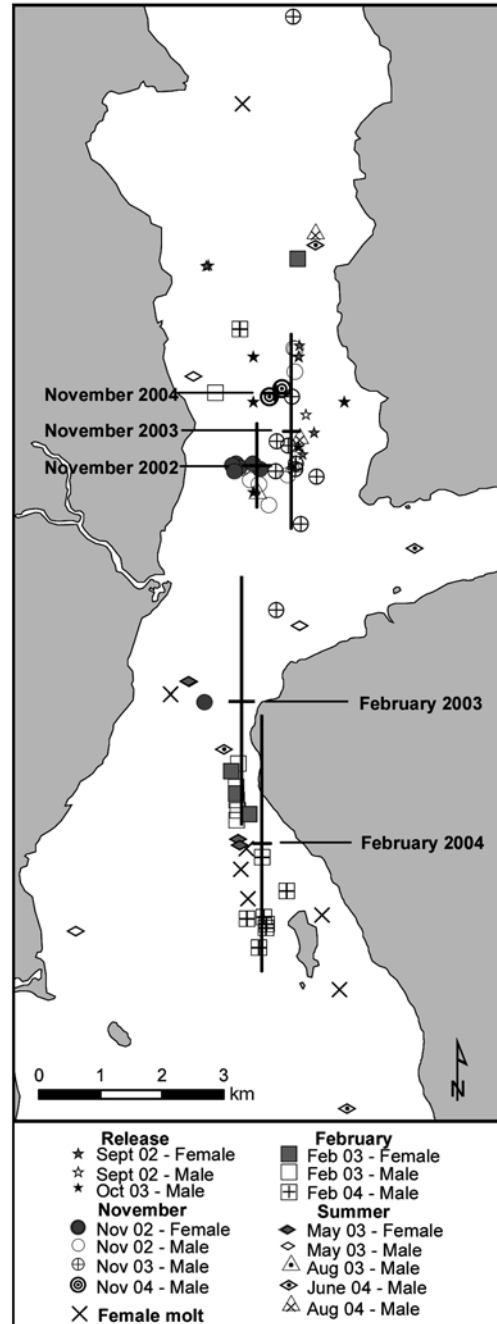 November 2004
November 2003
November 2002
February 2003
February 2004
0 1 2 3
km
N
Release
Sept 02 - Female
Sept 02 - Male
Oct 03 - Male
November
Nov 02 - Female
Nov 02 - Male
Nov 03 - Male
Nov 04 - Male
Female molt
February
Feb 03 - Female
Feb 03 - Male
Feb 04 - Male
Summer
May 03 - Female
May 03 - Male
Aug 03 - Male
June 04 - Male
Aug 04 - Male